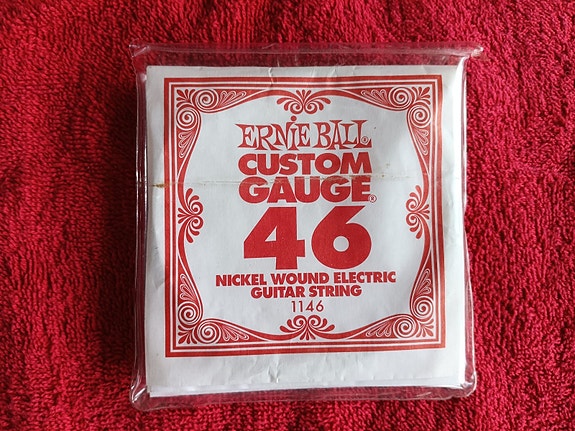 ERNiE BALL®
CUSTOM
GAUGE®
46
NICKEL WOUND ELECTRIC
GUITAR STRING
1146